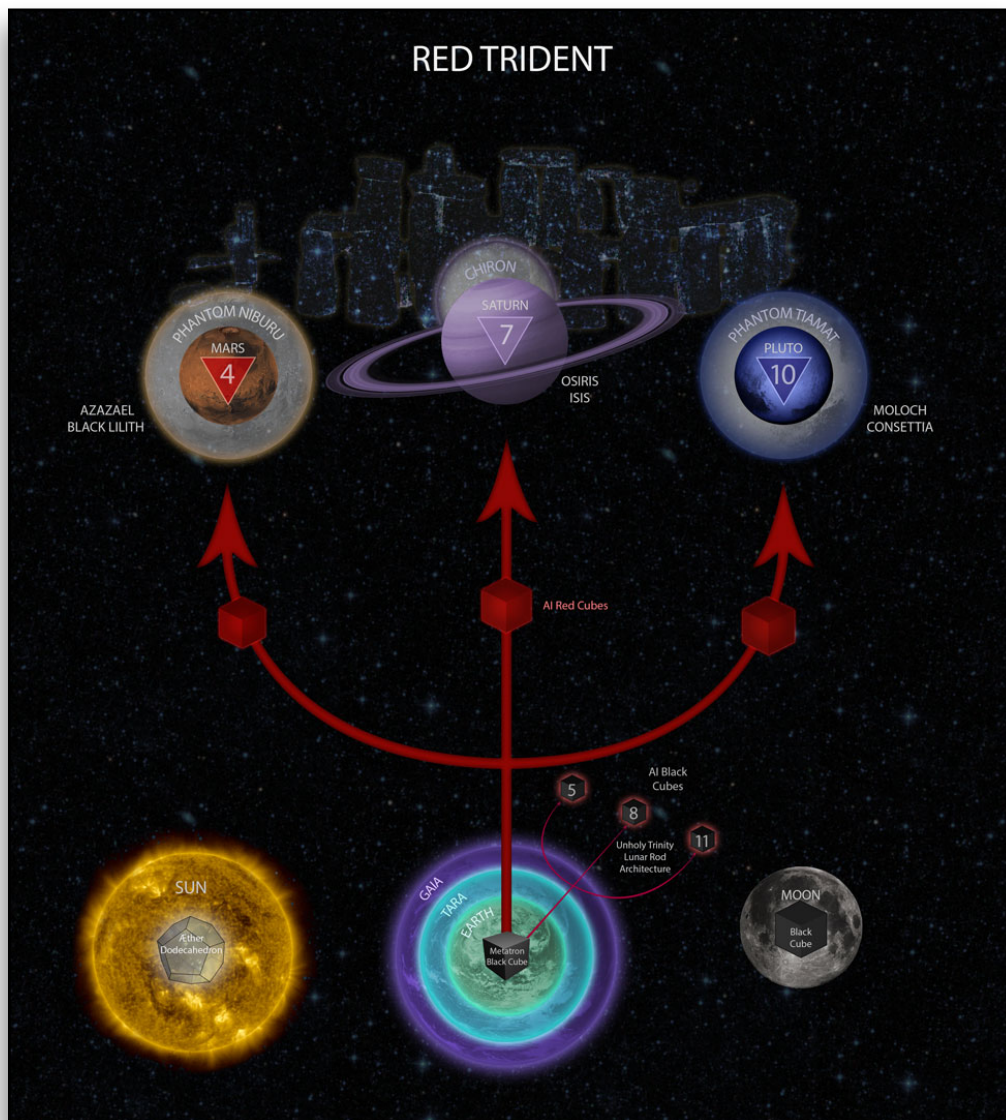 RED TRIDENT
CHIRON
PHANTOM NIBURU
SATURN
PHANTOM TIAMAT
7
MARS
4
PLUTO
10
OSIRIS
ISIS
AZAZAEL
BLACK LILITH
MOLOCH
CONSETTIA
AI Red Cubes
AI Black
Cubes
5
8
11
Unholy Trinity
Lunar Rod
Architecture
SUN
Æther
Dodecahedron
GAIA
TARA
EARTH
Metatron
Black Cube
MOON
Black
Cube